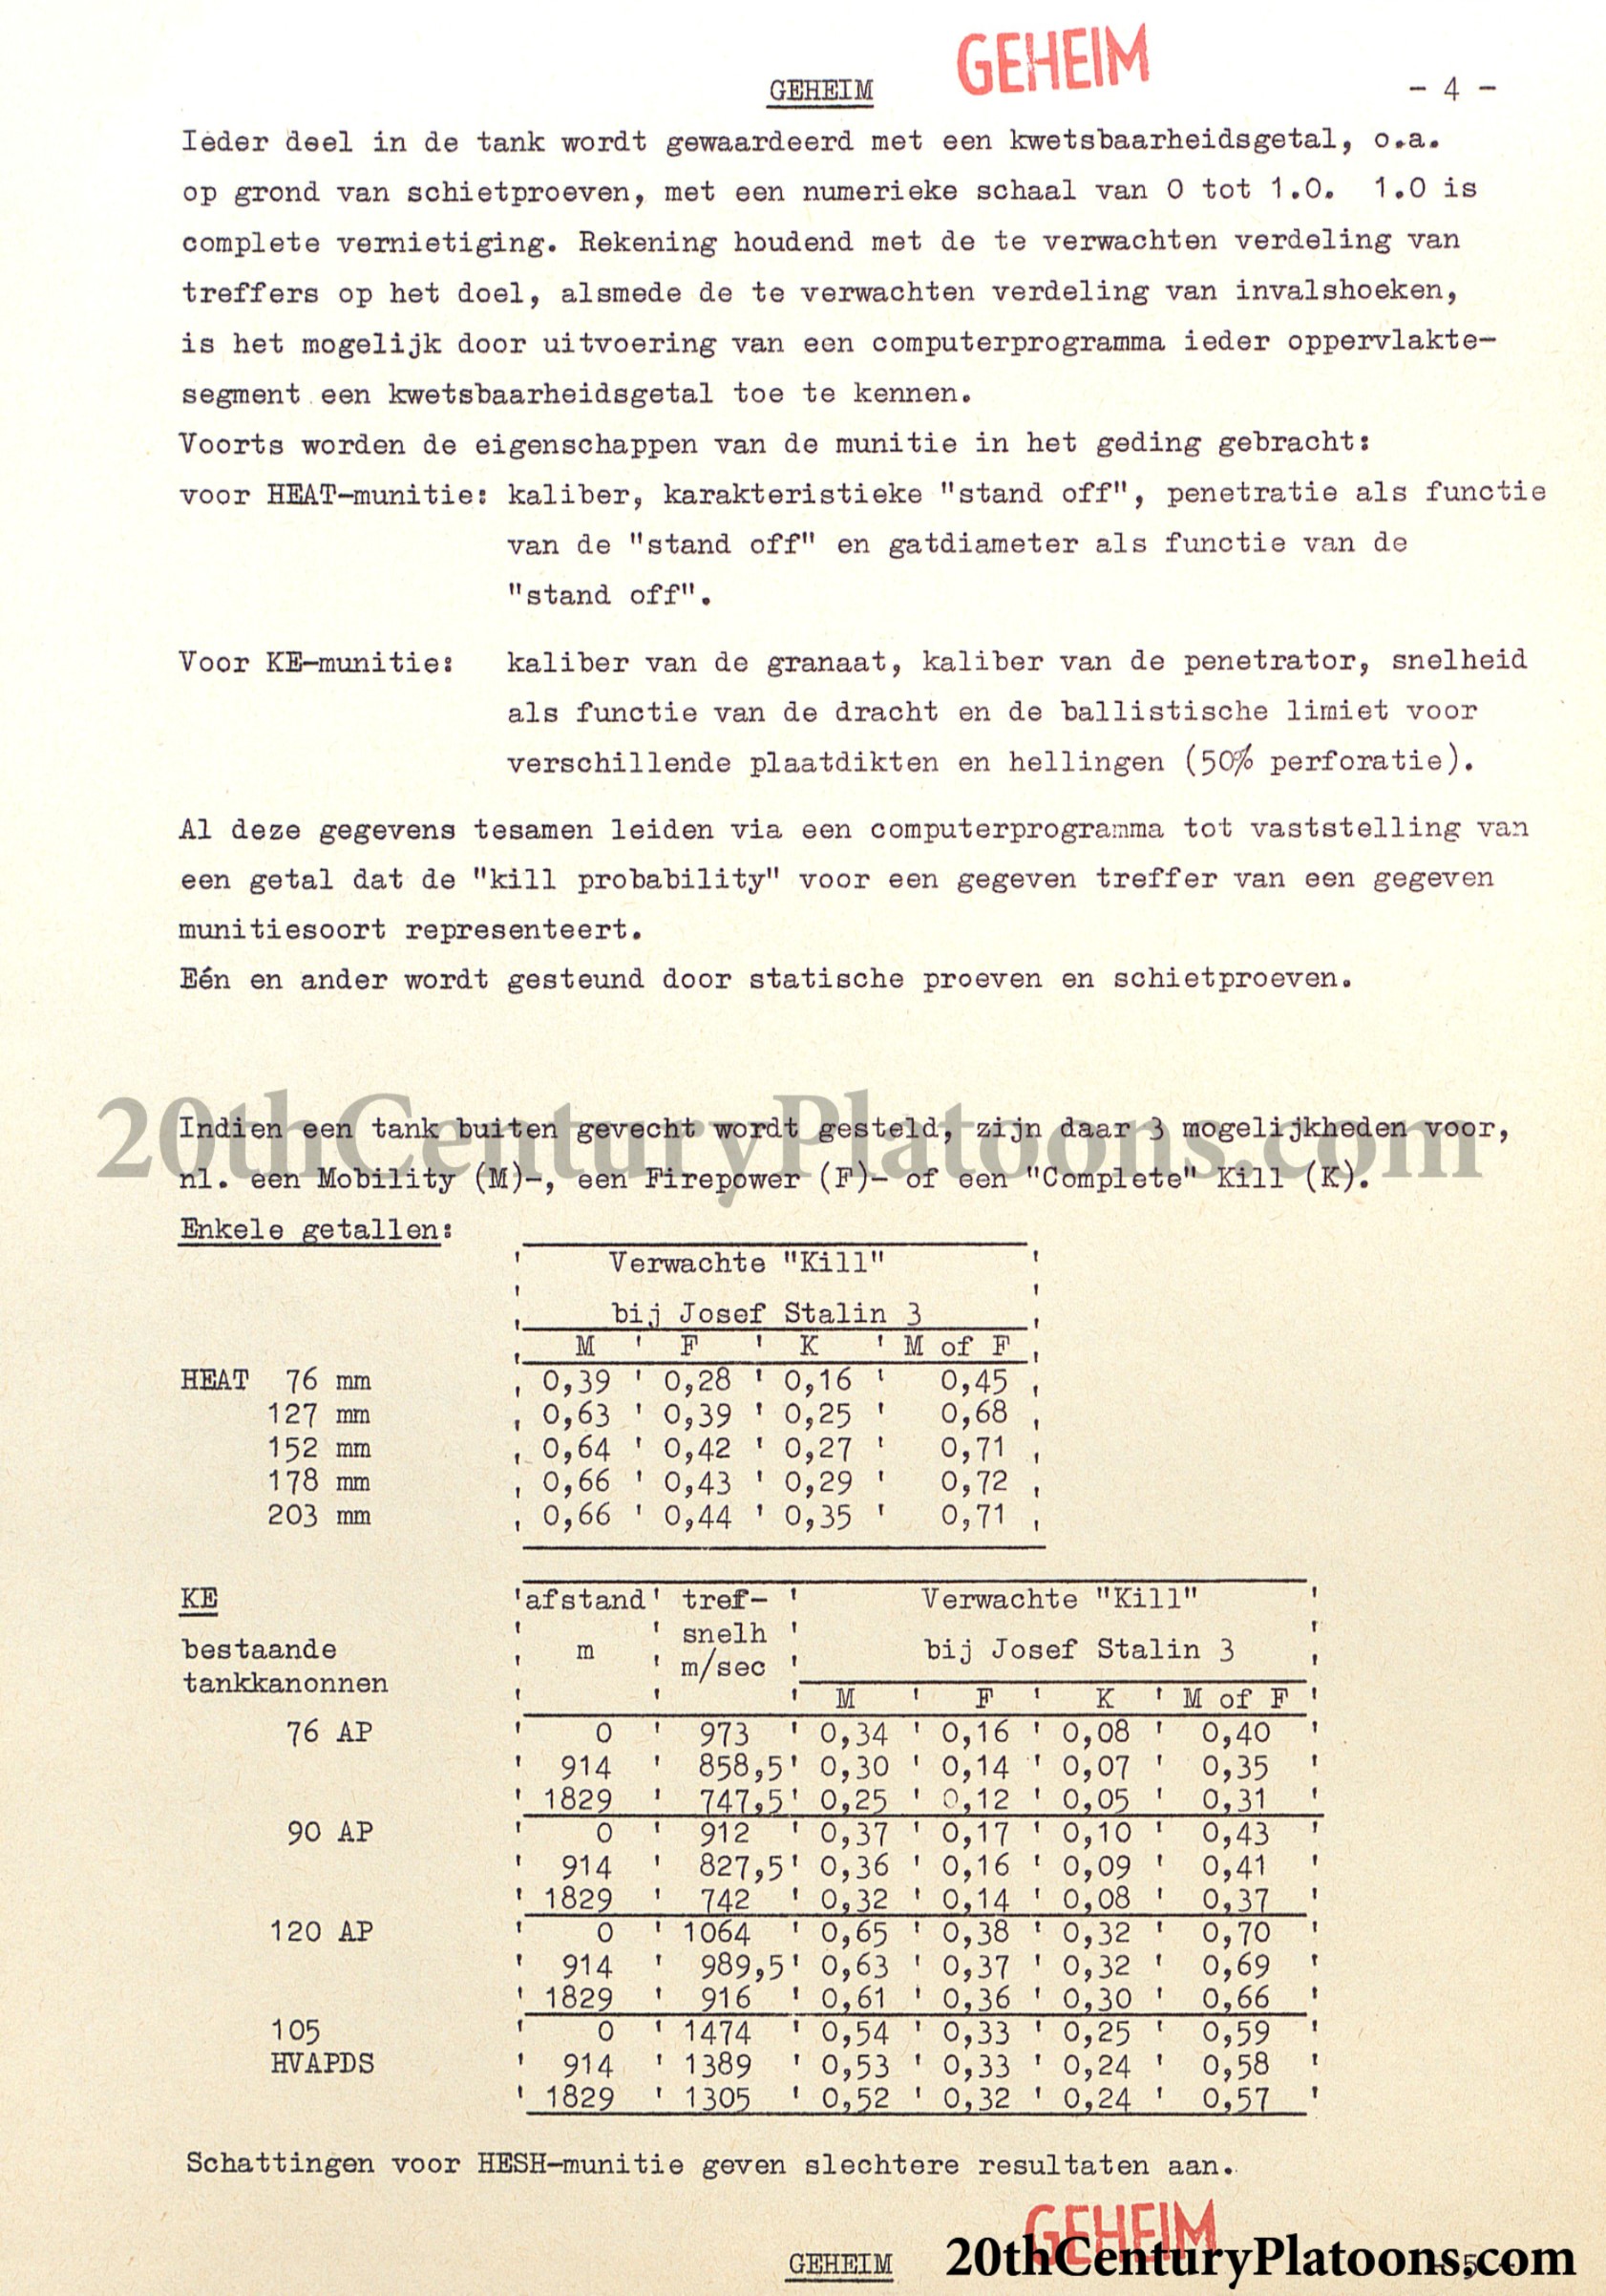 GEHEIM
GEHEIM - 4 -
Ieder deel in de tank wordt gewaardeerd met een kwetsbaarheidsgetal, o.a.
op grond van schietproeven, met een numerieke schaal van 0 tot 1.0. 1.0 is
complete vernietiging. Rekening houdend met de te verwachten verdeling van
treffers op het doel, alsmede de te verwachten verdeling van invalshoeken,
is het mogelijk door uitvoering van een computerprogramma ieder oppervlakte-
segment een kwetsbaarheidsgetal toe te kennen.
Voorts worden de eigenschappen van de munitie in het geding gebracht:
voor HEAT-munitie: kaliber, karakteristieke "stand off", penetratie als functie
van de "stand off" en gatdiameter als functie van de
"stand off".
Voor KE-munitie: kaliber van de granaat, kaliber van de penetrator, snelheid
als functie van de dracht en de ballistische limiet voor
verschillende plaatdikten en hellingen (50% perforatie).
Al deze gegevens tesamen leiden via een computerprogramma tot vaststelling van
een getal dat de "kill probability" voor een gegeven treffer van een gegeven
munitiesoort representeert.
Eén en ander wordt gesteund door statische proeven en schietproeven.
20thCenturyPlatoons.com
Indien een tank buiten gevecht wordt gesteld, zijn daar 3 mogelijkheden voor,
nl. een Mobility (M)-, een Firepower (F)- of een "Complete" Kill (K).
Enkele getallen:
Verwachte "Kill"
bij Josef Stalin 3
M F K M of F
HEAT 76 mm 0,39 0,28 0,16 0,45
127 mm 0,63 0,39 0,25 0,68
152 mm 0,64 0,42 0,27 0,71
178 mm 0,66 0,43 0,29 0,72
203 mm 0,66 0,44 0,35 0,71
KE afstand tref- Verwachte "Kill"
snelh
bestaande m bij Josef Stalin 3
m/sec
tankkanonnen
M F K M of F
76 AP 0 973 0,34 0,16 0,08 0,40
914 858,5 0,30 0,14 0,07 0,35
1829 747,5 0,25 0,12 0,05 0,31
90 AP 0 912 0,37 0,17 0,10 0,43
914 827,5 0,36 0,16 0,09 0,41
1829 742 0,32 0,14 0,08 0,37
120 AP 0 1064 0,65 0,38 0,32 0,70
914 989,5 0,63 0,37 0,32 0,69
1829 916 0,61 0,36 0,30 0,66
105 0 1474 0,54 0,33 0,25 0,59
HVAPDS 914 1389 0,53 0,33 0,24 0,58
1829 1305 0,52 0,32 0,24 0,57
Schattingen voor HESH-munitie geven slechtere resultaten aan.
GEHEIM
GEHEIM 20thCenturyPlatoons.com
5